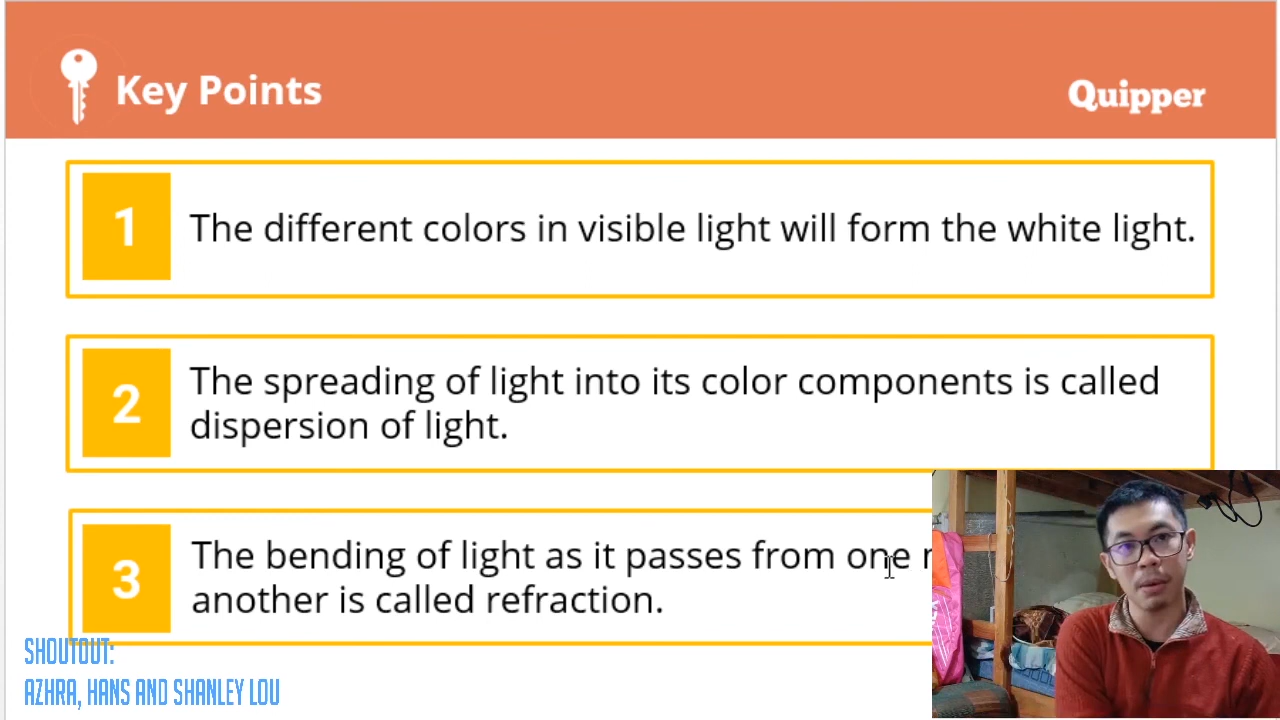 Key Points
Quipper
1
The different colors in visible light will form the white light.
2
The spreading of light into its color components is called
dispersion of light.
3
The bending of light as it passes from one
another is called refraction.
SHOUTOUT:
AZHRA, HANS AND SHANLEY LOU